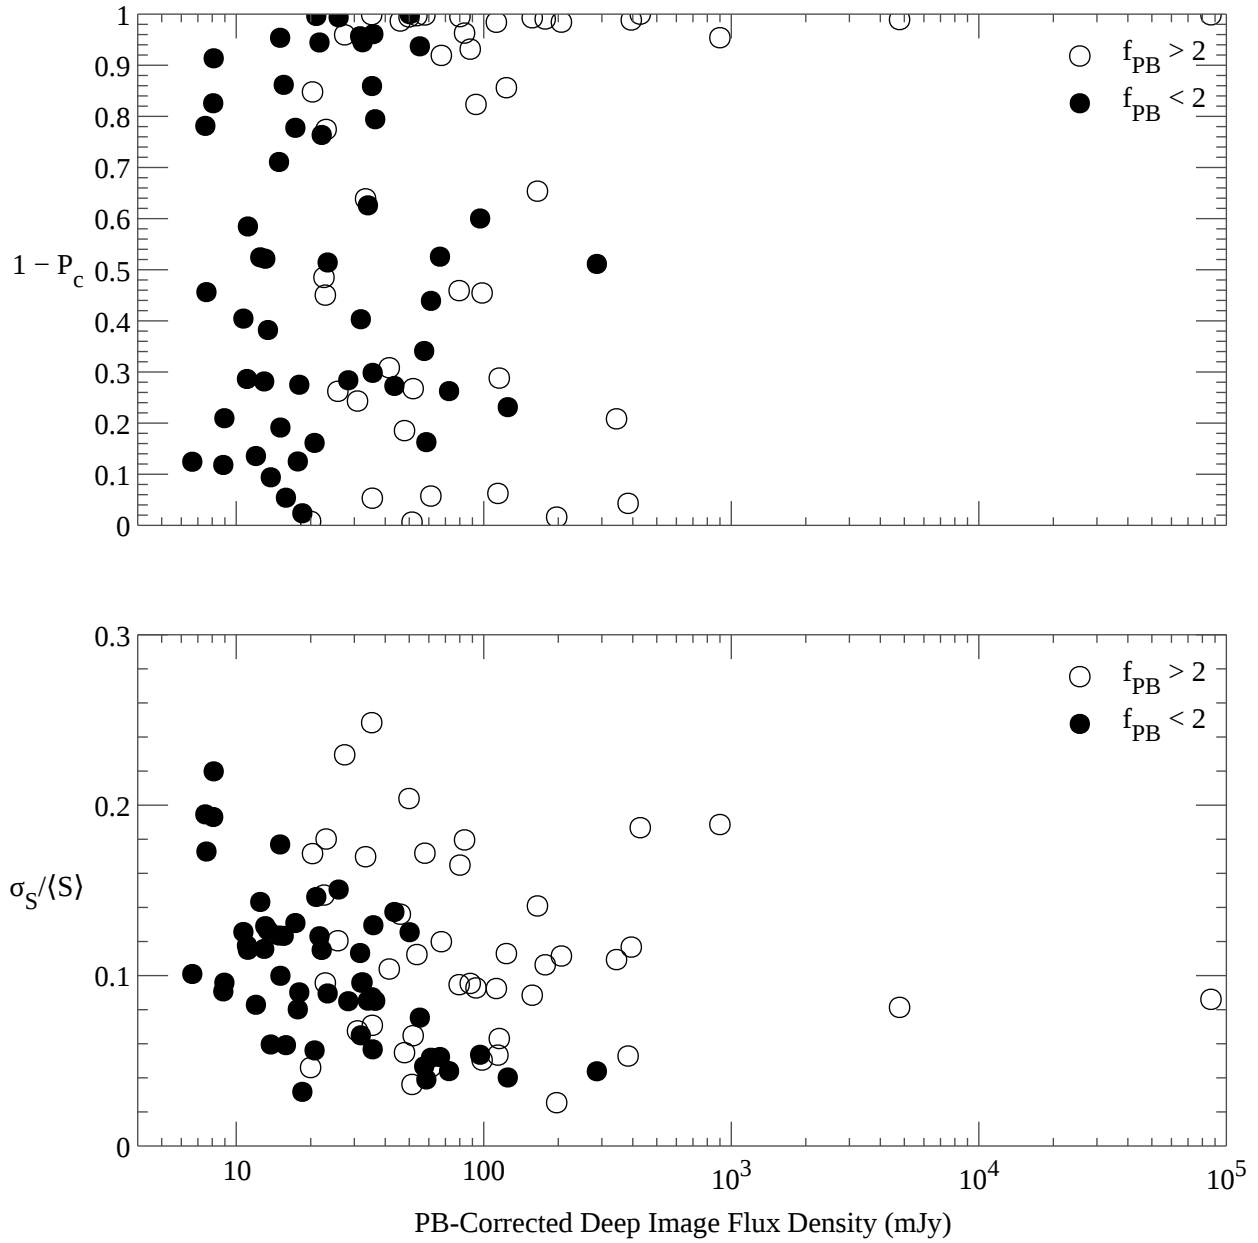 1
0.9
0.8
0.7
0.6
0.5
0.4
0.3
0.2
0.1
0
1 − P_c
f_PB > 2
f_PB < 2
0.3
0.2
0.1
0
σ_S/⟨S⟩
f_PB > 2
f_PB < 2
10 100 10^3 10^4 10^5
PB-Corrected Deep Image Flux Density (mJy)